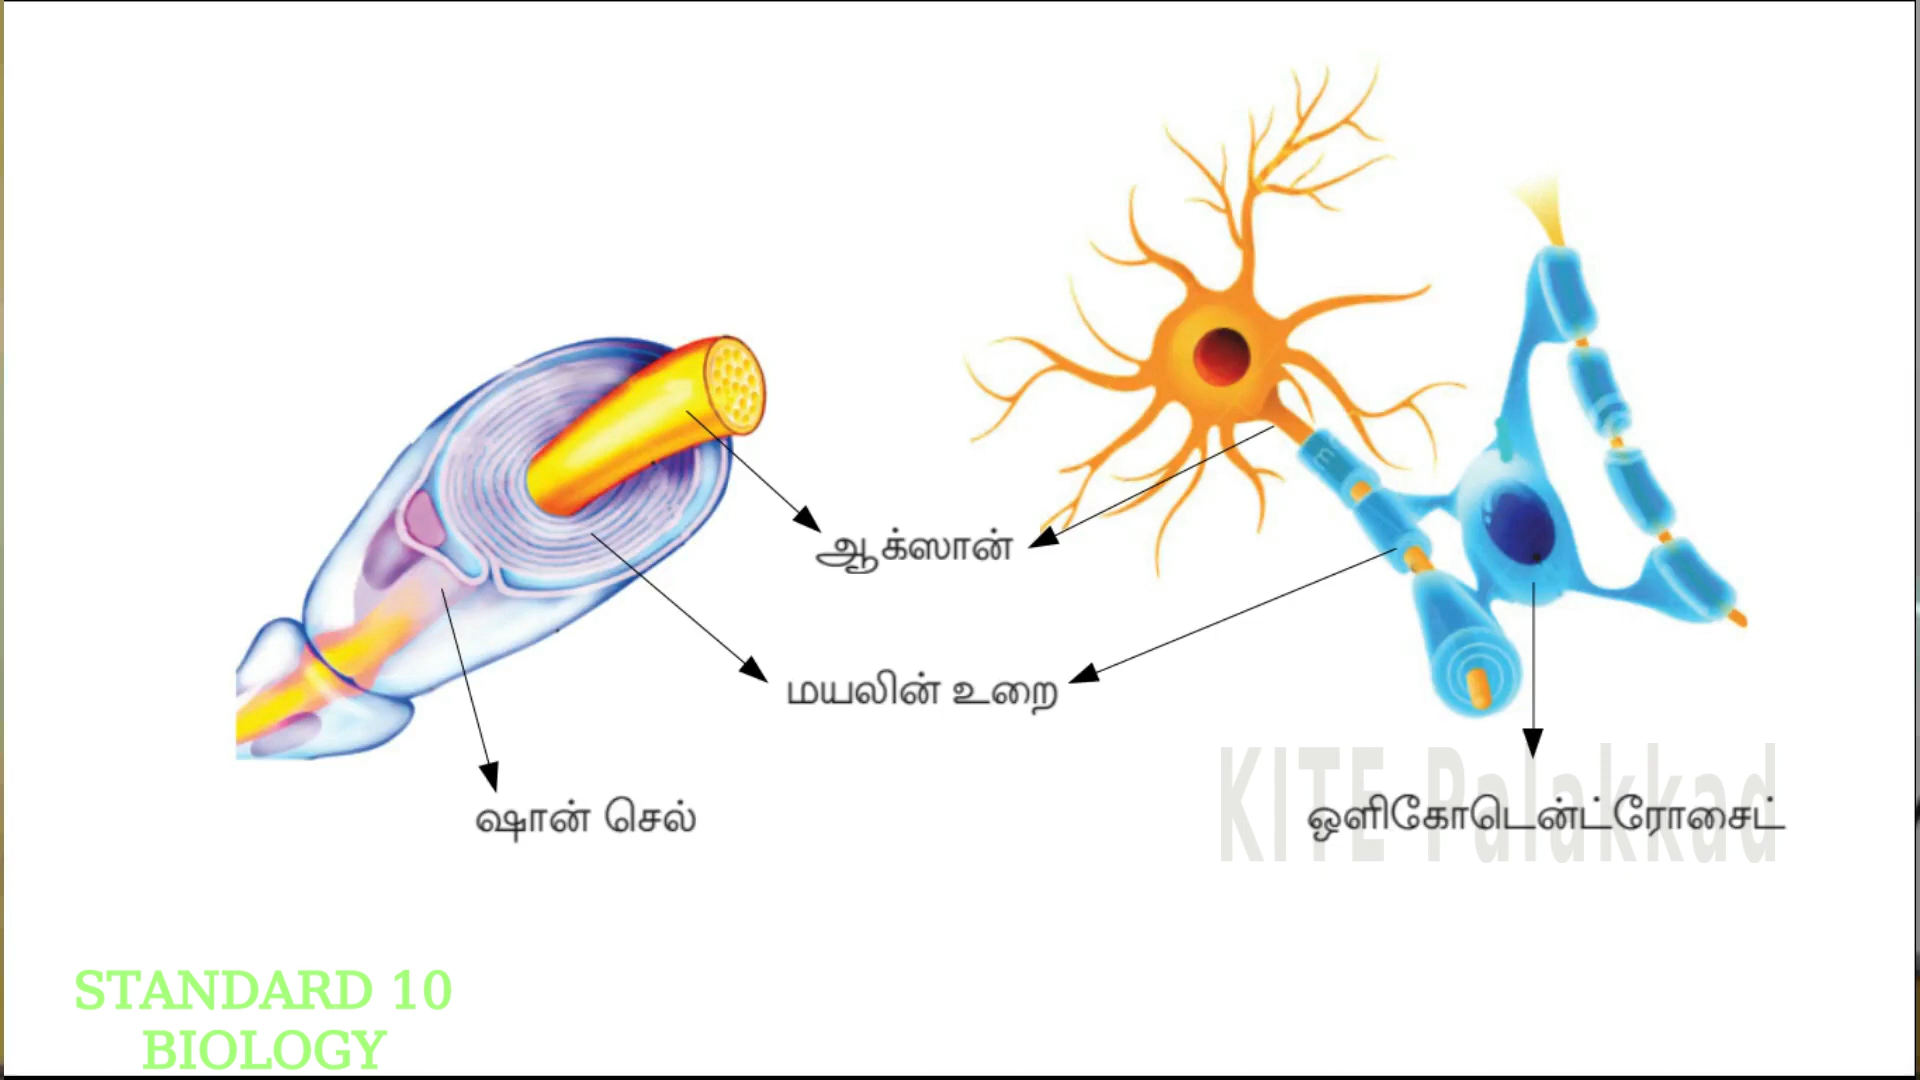 ஆக்ஸான்
மயலின் உறை
KITE Palakkad
ஷான் செல்
ஒளிகோடென்ட்ரோசைட்
STANDARD 10
BIOLOGY